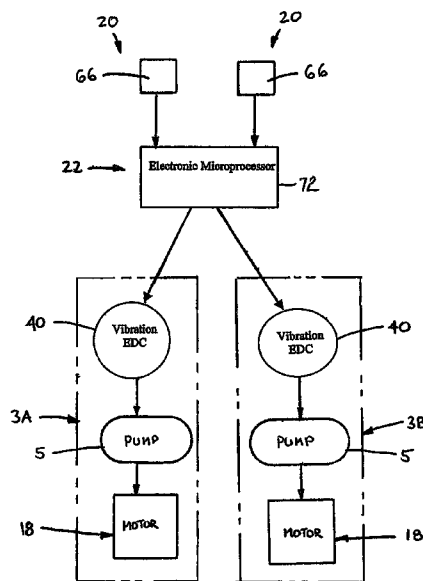 20 20
66 66
22 Electronic Microprocessor
72
40 Vibration EDC Vibration EDC 40
3A 3B
5 PUMP PUMP 5
18 MOTOR MOTOR 18